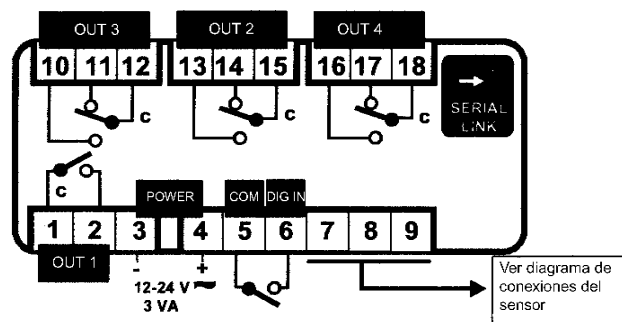 OUT 3
OUT 2
OUT 4
10 11 12
13 14 15
16 17 18
→
SERIAL
LINK
C
C
C
C
POWER
COM
DIG IN
1 2 3 4 5 6 7 8 9
OUT 1
- +
12-24 V ~
3 VA
Ver diagrama de
conexiones del
sensor